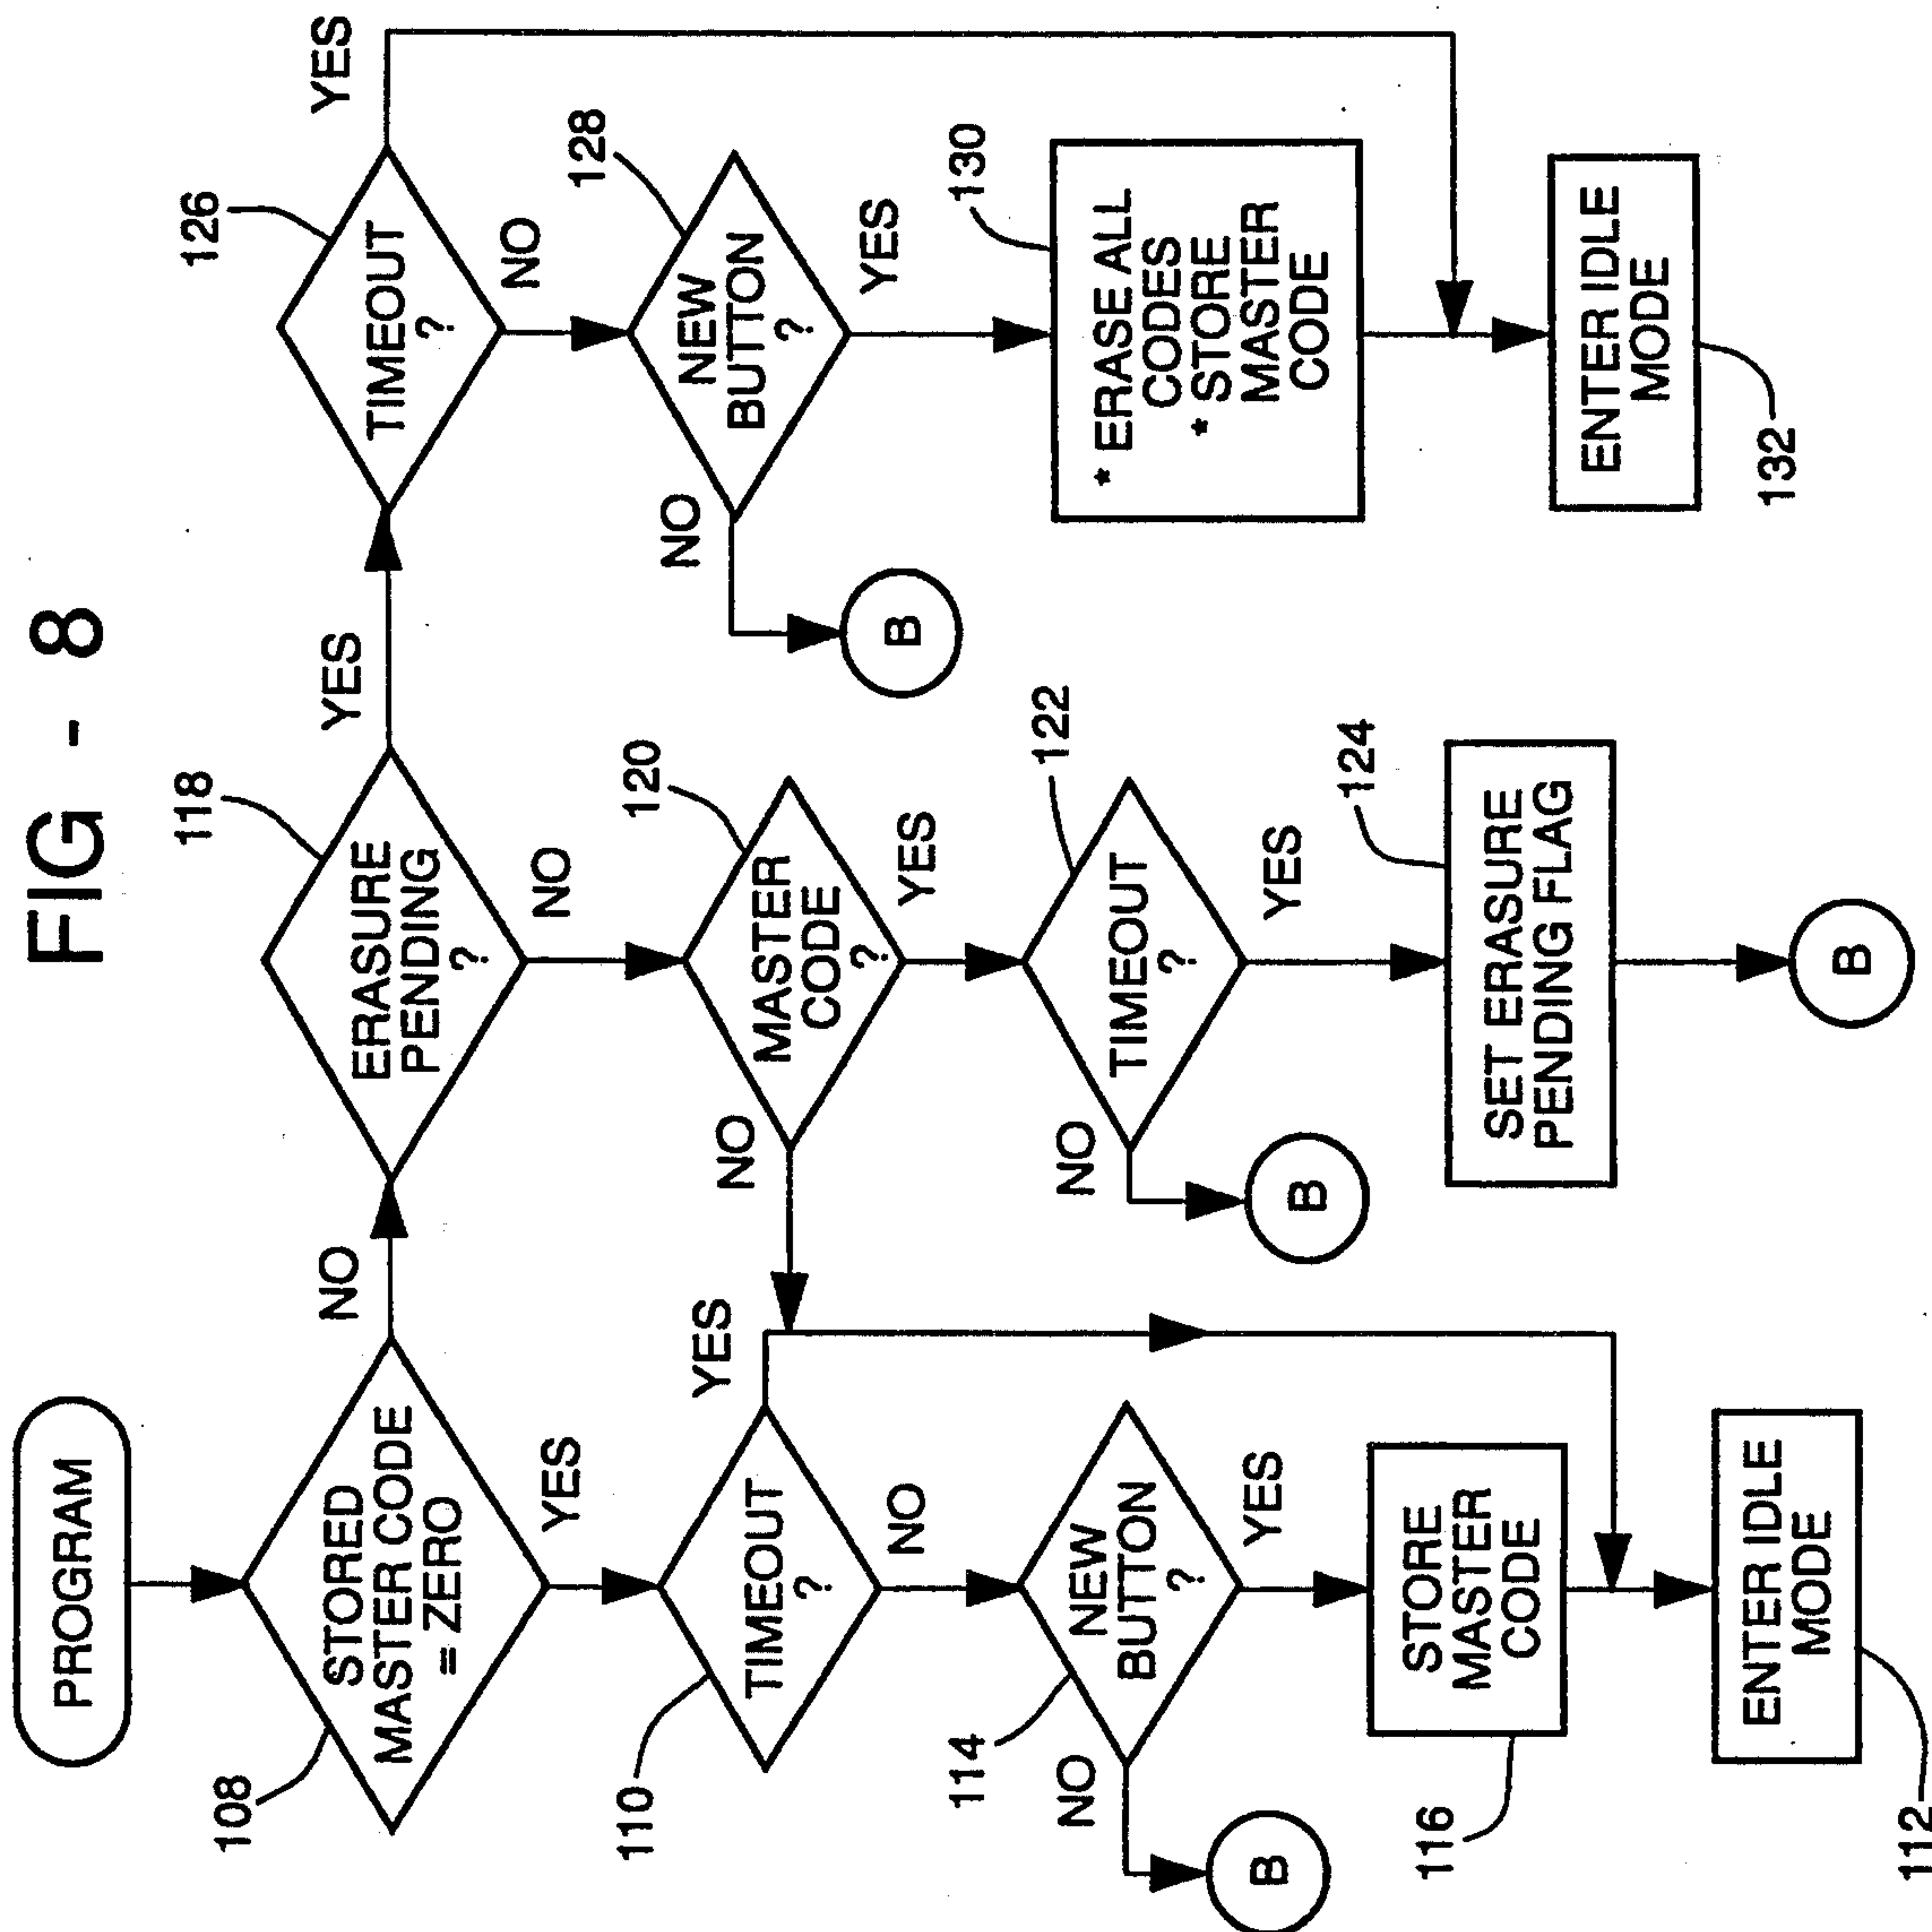 FIG - 8
PROGRAM
108
STORED
MASTER CODE
= ZERO
NO
YES
110
TIMEOUT
?
YES
NO
114
NEW
BUTTON
?
NO
B
YES
116
STORE
MASTER
CODE
ENTER IDLE
MODE
112
118
ERASURE
PENDING
?
YES
NO
120
MASTER
CODE
?
NO
YES
122
TIMEOUT
?
NO
B
YES
124
SET ERASURE
PENDING FLAG
B
126
TIMEOUT
?
YES
NO
128
NEW
BUTTON
?
NO
B
YES
130
* ERASE ALL
CODES
* STORE
MASTER
CODE
ENTER IDLE
MODE
132